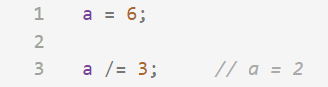 1 a = 6;
2
3 a /= 3; // a = 2